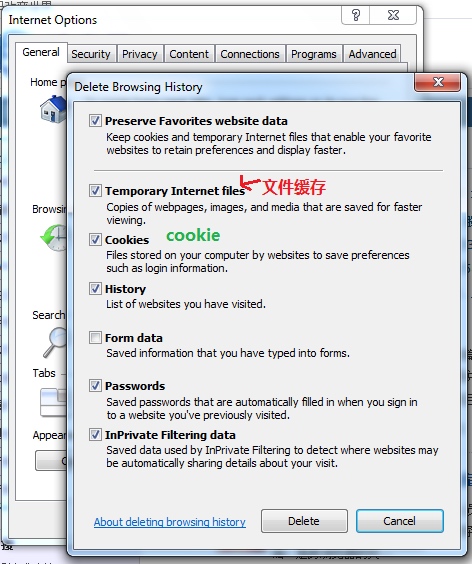 Internet Options
General Security Privacy Content Connections Programs Advanced
Home p
Delete Browsing History
Preserve Favorites website data
Keep cookies and temporary Internet files that enable your favorite
websites to retain preferences and display faster.
Temporary Internet files 文件缓存
Copies of webpages, images, and media that are saved for faster
viewing.
Browsing
Cookies cookie
Files stored on your computer by websites to save preferences
such as login information.
History
List of websites you have visited.
Search
Form data
Saved information that you have typed into forms.
Tabs
Passwords
Saved passwords that are automatically filled in when you sign in
to a website you've previously visited.
Appear
InPrivate Filtering data
Saved data used by InPrivate Filtering to detect where websites may
be automatically sharing details about your visit.
About deleting browsing history Delete Cancel